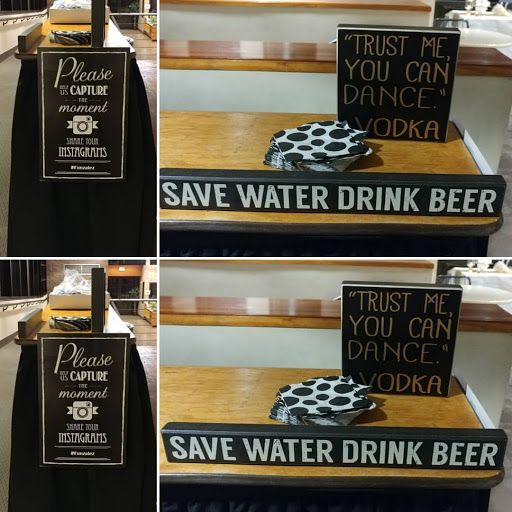 Please
HELP
US CAPTURE
THE
moment
SHARE YOUR
INSTAGRAMS
"TRUST ME,
YOU CAN
DANCE."
VODKA
SAVE WATER DRINK BEER
Please
HELP
US CAPTURE
THE
moment
SHARE YOUR
INSTAGRAMS
"TRUST ME,
YOU CAN
DANCE."
VODKA
SAVE WATER DRINK BEER